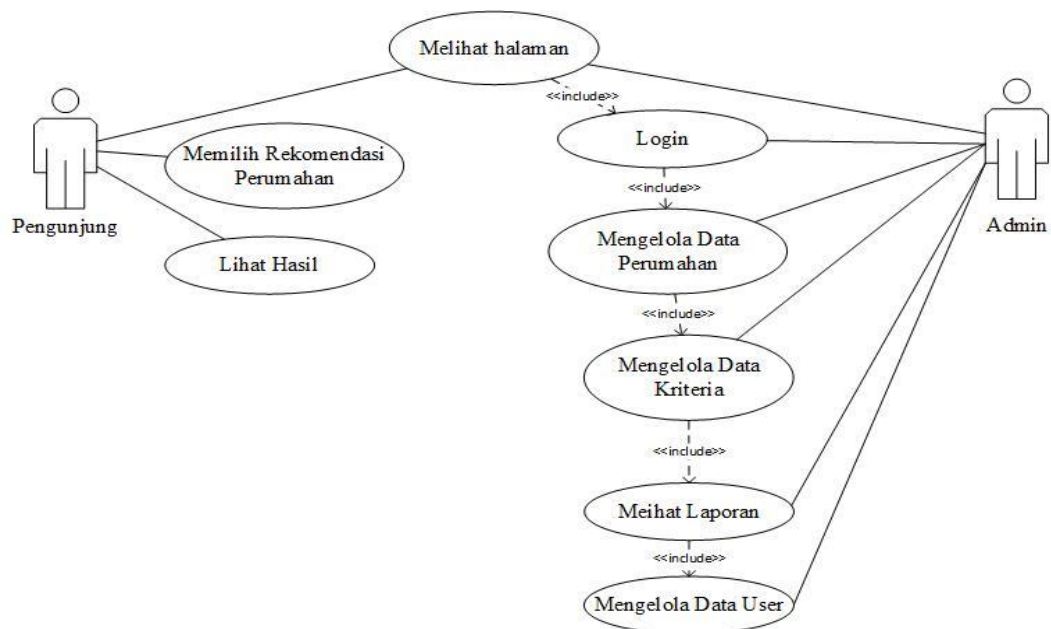 Melihat halaman
<<include>>
Login
Memilih Rekomendasi
Perumahan
<<include>>
Pengunjung
Admin
Mengelola Data
Perumahan
Lihat Hasil
<<include>>
Mengelola Data
Kriteria
<<include>>
Meihat Laporan
<<include>>
Mengelola Data User